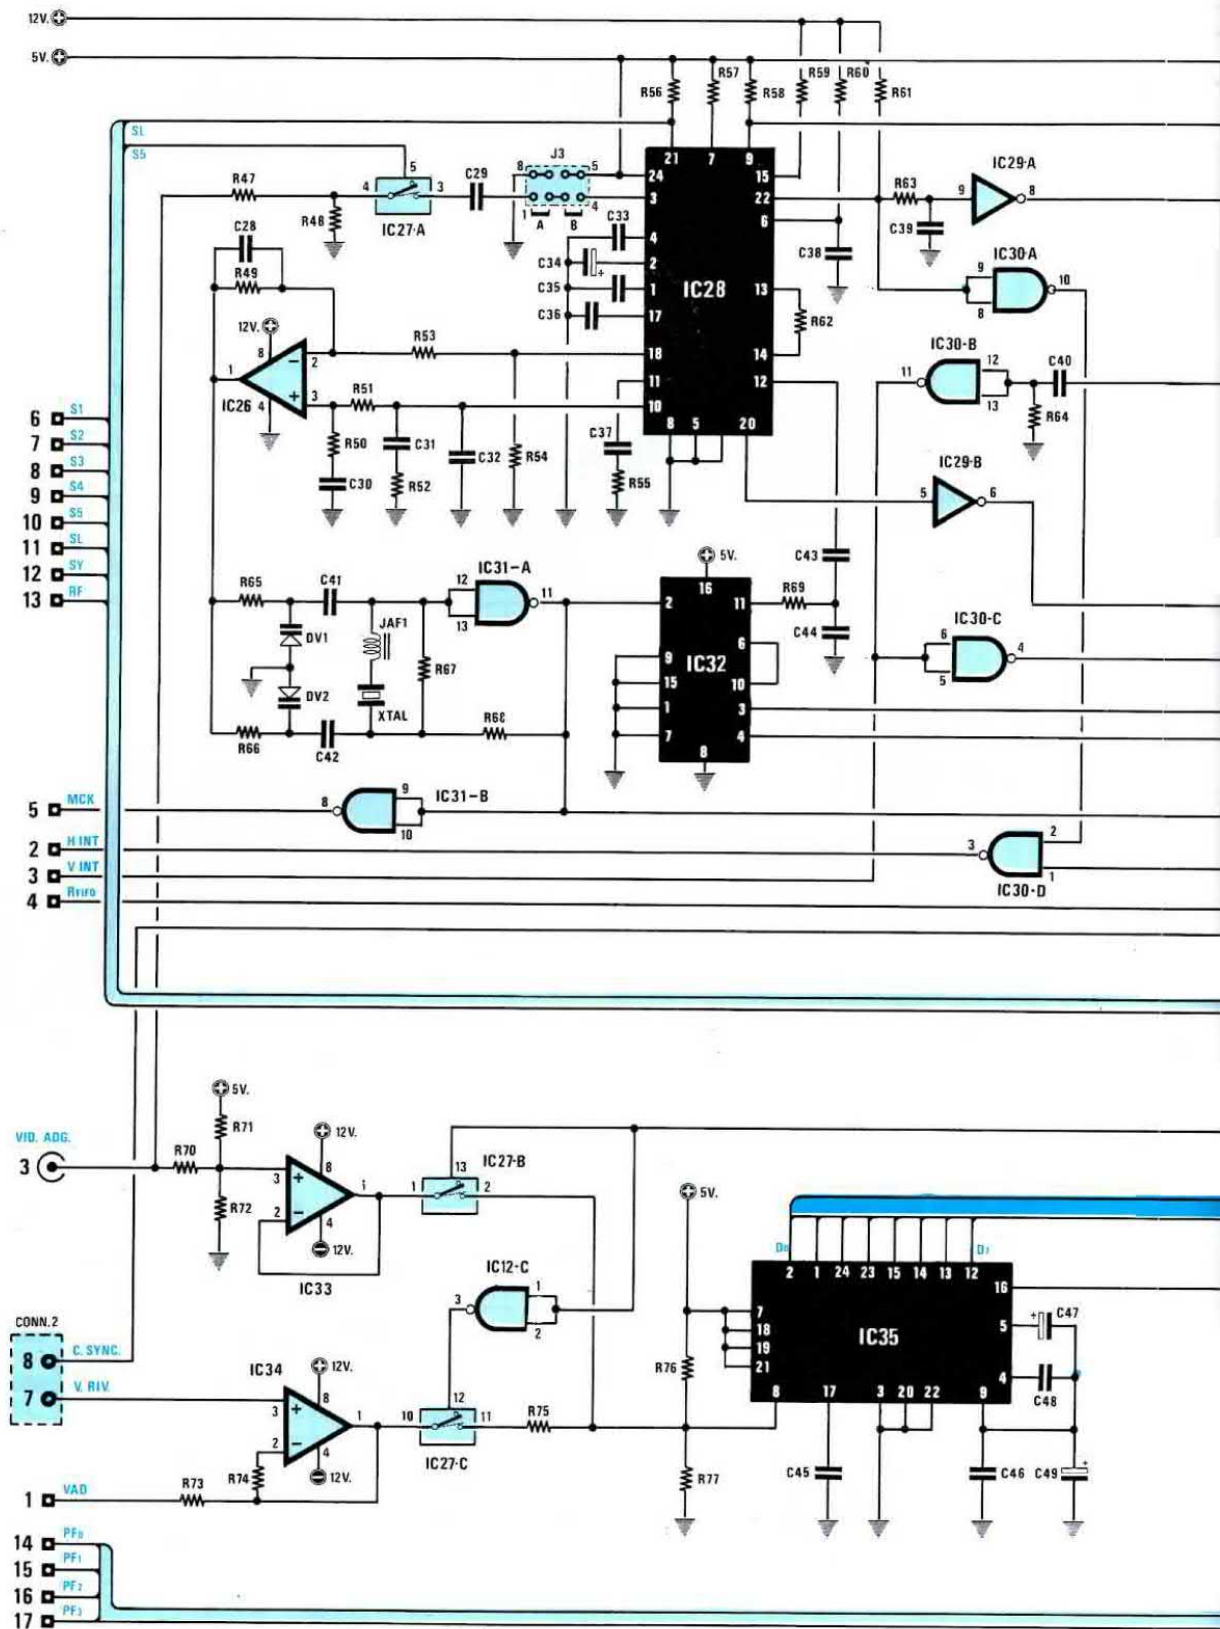 12V.
5V.
R56
R57
R58
R59
R60
R61
SL
S5
J3
8
5
1
4
A
B
R47
4
5
3
IC27-A
R48
C29
C28
R49
12V.
8
1
2
3
4
IC26
R53
R51
R50
C30
C31
R52
C32
R54
C33
C34
+
C35
C36
C37
R55
IC28
21
7
9
24
3
4
2
1
17
18
11
10
8
5
20
15
22
6
13
14
12
R62
C38
R63
C39
IC29-A
9
8
IC30-A
9
8
10
IC30-B
11
12
13
C40
R64
IC29-B
5
6
6 S1
7 S2
8 S3
9 S4
10 S5
11 SL
12 SY
13 RF
R65
C41
DV1
DV2
JAF1
XTAL
R67
R66
C42
R68
IC31-A
12
13
11
5V.
IC32
16
2
9
15
1
7
8
11
6
10
3
4
R69
C43
C44
IC30-C
6
5
4
IC31-B
8
9
10
IC30-D
3
2
1
5 MCK
2 H INT
3 V INT
4 RFIFO
5V.
R71
VID. ADG.
3
R70
R72
12V.
8
3
2
1
4
12V.
IC33
IC27-B
13
1
2
IC12-C
3
1
2
CONN.2
8 C. SYNC.
7 V. RIV.
IC34
12V.
8
3
2
1
4
12V.
12
10
11
IC27-C
R75
R73
R74
1 VAD
5V.
R76
R77
D0
D7
IC35
2
1
24
23
15
14
13
12
16
7
18
19
21
8
17
3
20
22
9
5
4
+
C47
C48
C45
C46
C49
+
14 PF0
15 PF1
16 PF2
17 PF3